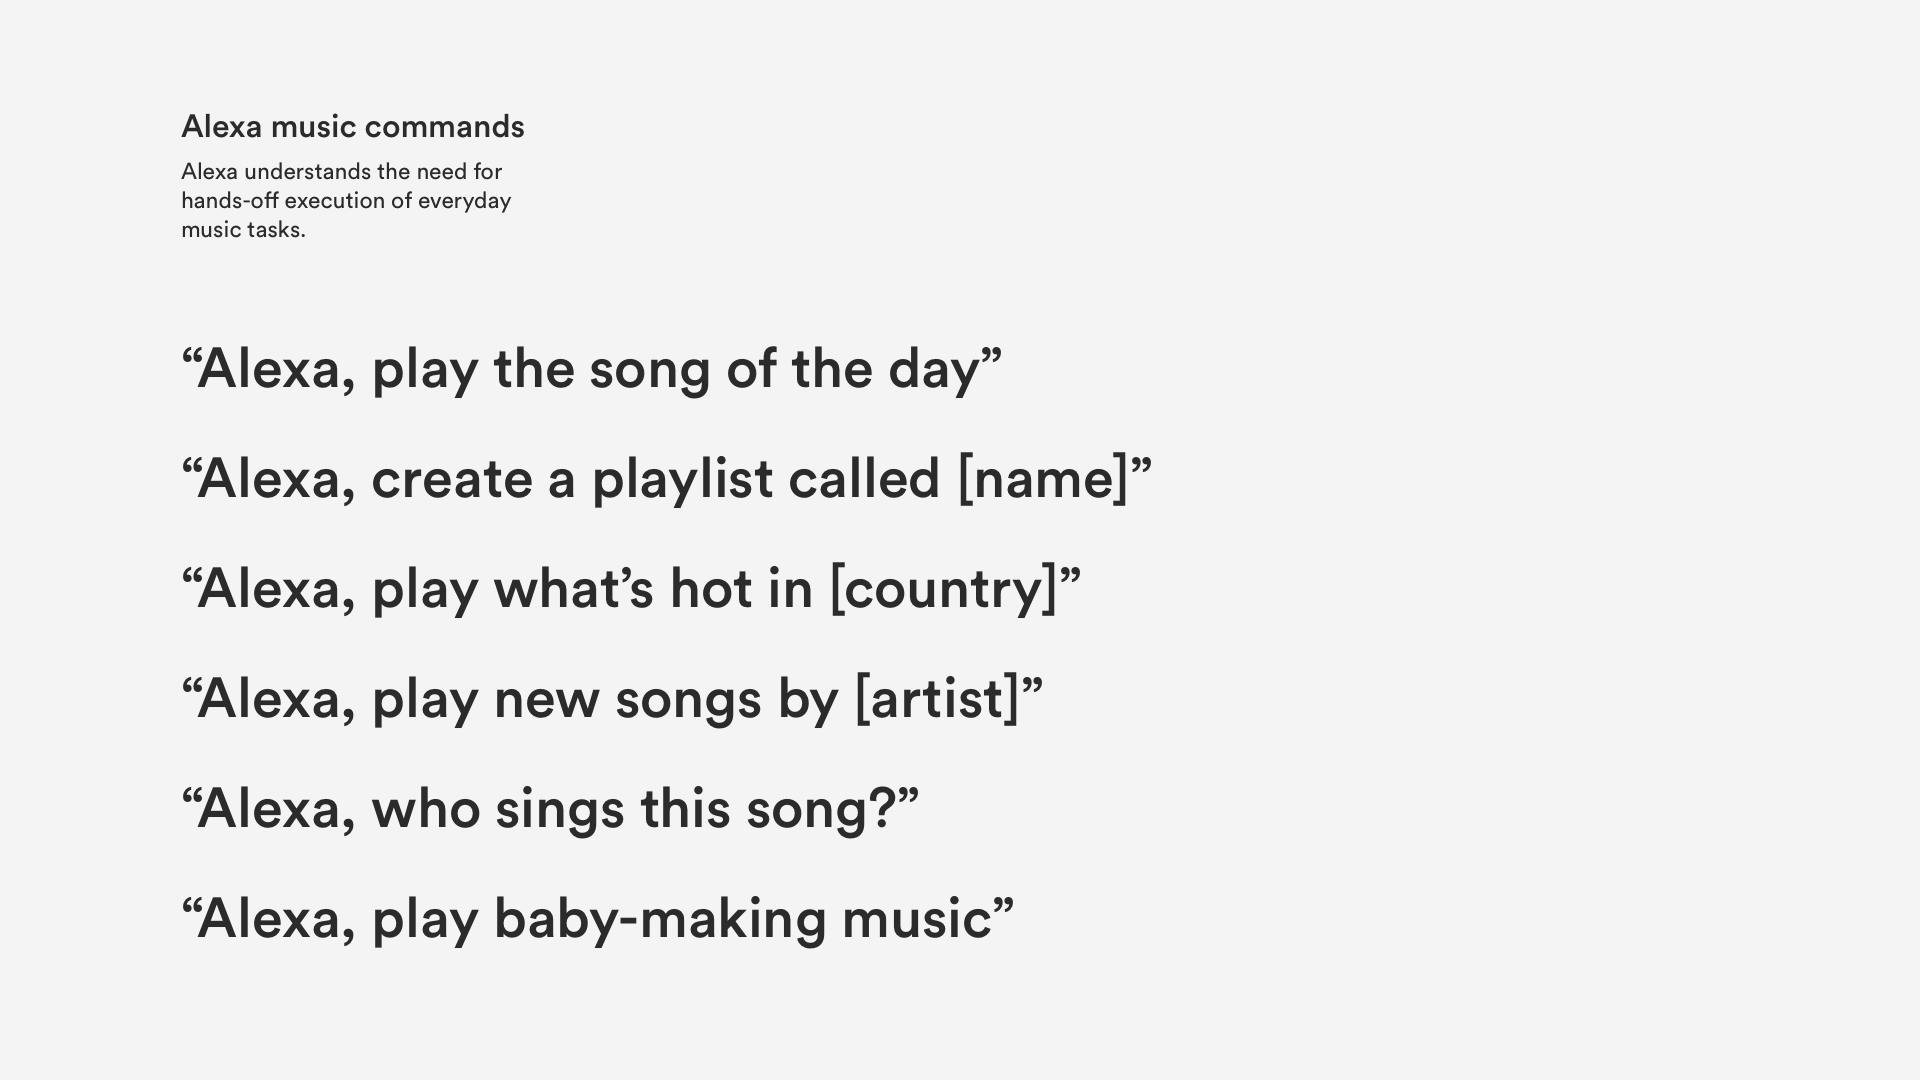 Alexa music commands
Alexa understands the need for
hands-off execution of everyday
music tasks.
“Alexa, play the song of the day”
“Alexa, create a playlist called [name]”
“Alexa, play what’s hot in [country]”
“Alexa, play new songs by [artist]”
“Alexa, who sings this song?”
“Alexa, play baby-making music”